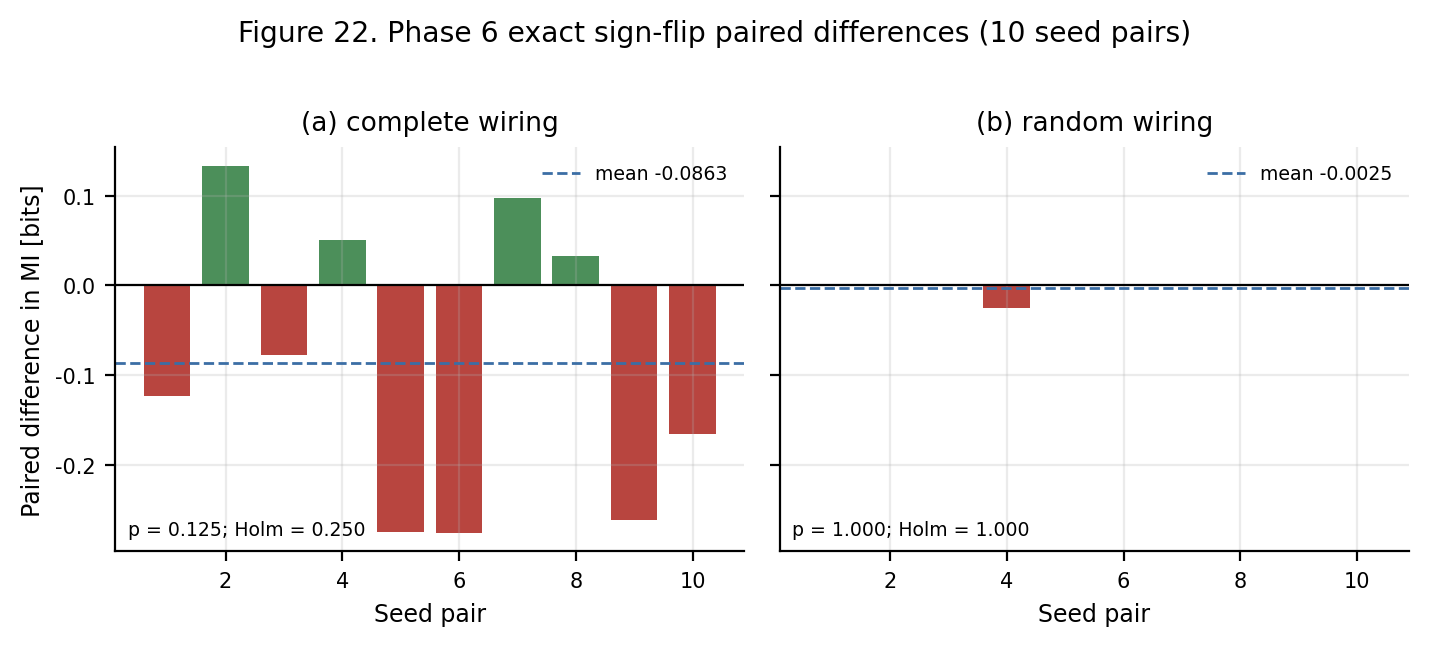 Figure 22. Phase 6 exact sign-flip paired differences (10 seed pairs)
(a) complete wiring
mean -0.0863
Paired difference in MI [bits]
0.1
0.0
-0.1
-0.2
p = 0.125; Holm = 0.250
2 4 6 8 10
Seed pair
(b) random wiring
mean -0.0025
p = 1.000; Holm = 1.000
2 4 6 8 10
Seed pair